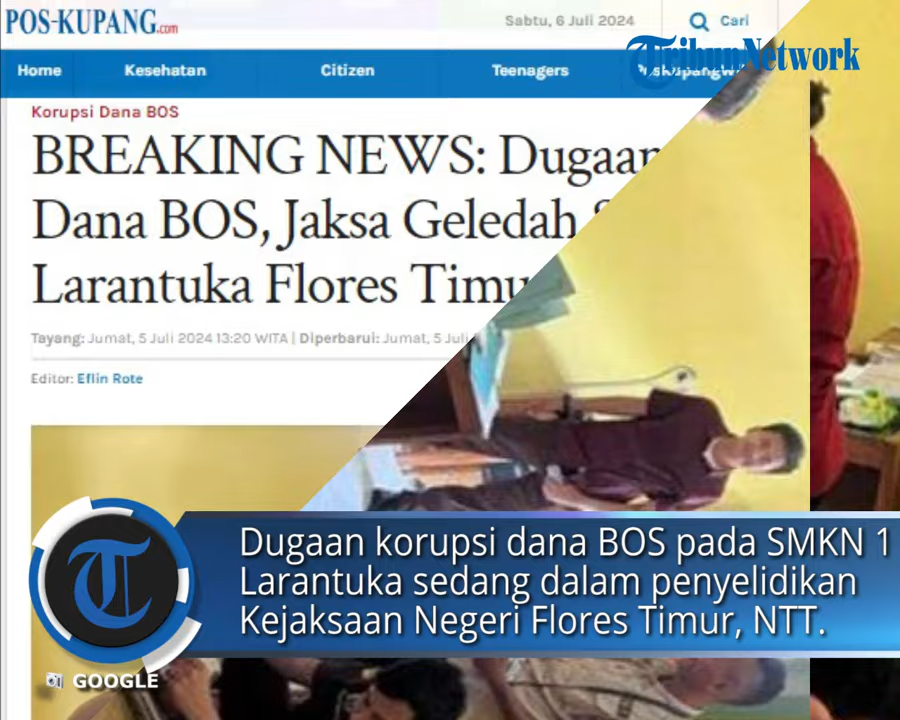 POS-KUPANG.com
Sabtu, 6 Juli 2024
Cari
TribunNetwork
Home Kesehatan Citizen Teenagers
Korupsi Dana BOS
BREAKING NEWS: Dugaan
Dana BOS, Jaksa Geledah
Larantuka Flores Timu
Tayang: Jumat, 5 Juli 2024 13:20 WITA | Diperbarui: Jumat, 5 Juli
Editor: Eflin Rote
Dugaan korupsi dana BOS pada SMKN 1
Larantuka sedang dalam penyelidikan
Kejaksaan Negeri Flores Timur, NTT.
T
GOOGLE